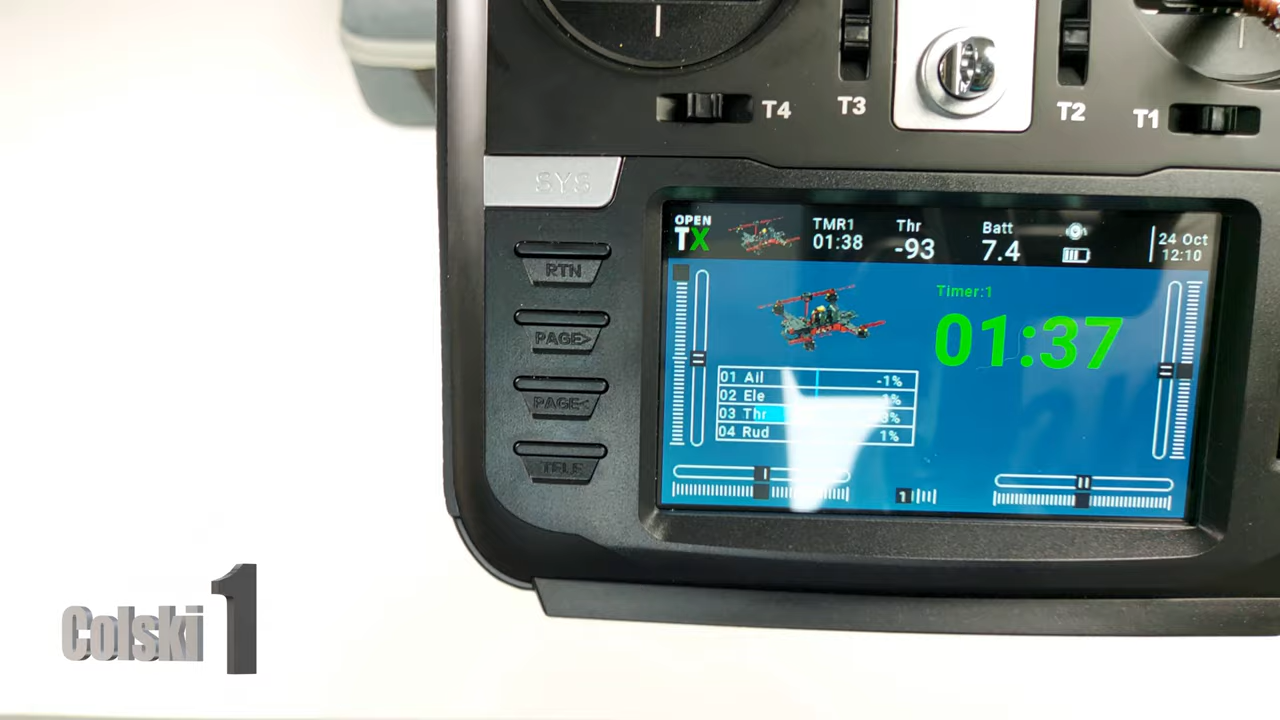 T4
T3
T2
T1
SYS
RTN
PAGE>
PAGE<
TELE
OPEN
TX
TMR1
01:38
Thr
-93
Batt
7.4
24 Oct
12:10
Timer:1
01:37
01 Ail -1%
02 Ele
03 Thr
04 Rud 1%
1
Colski 1